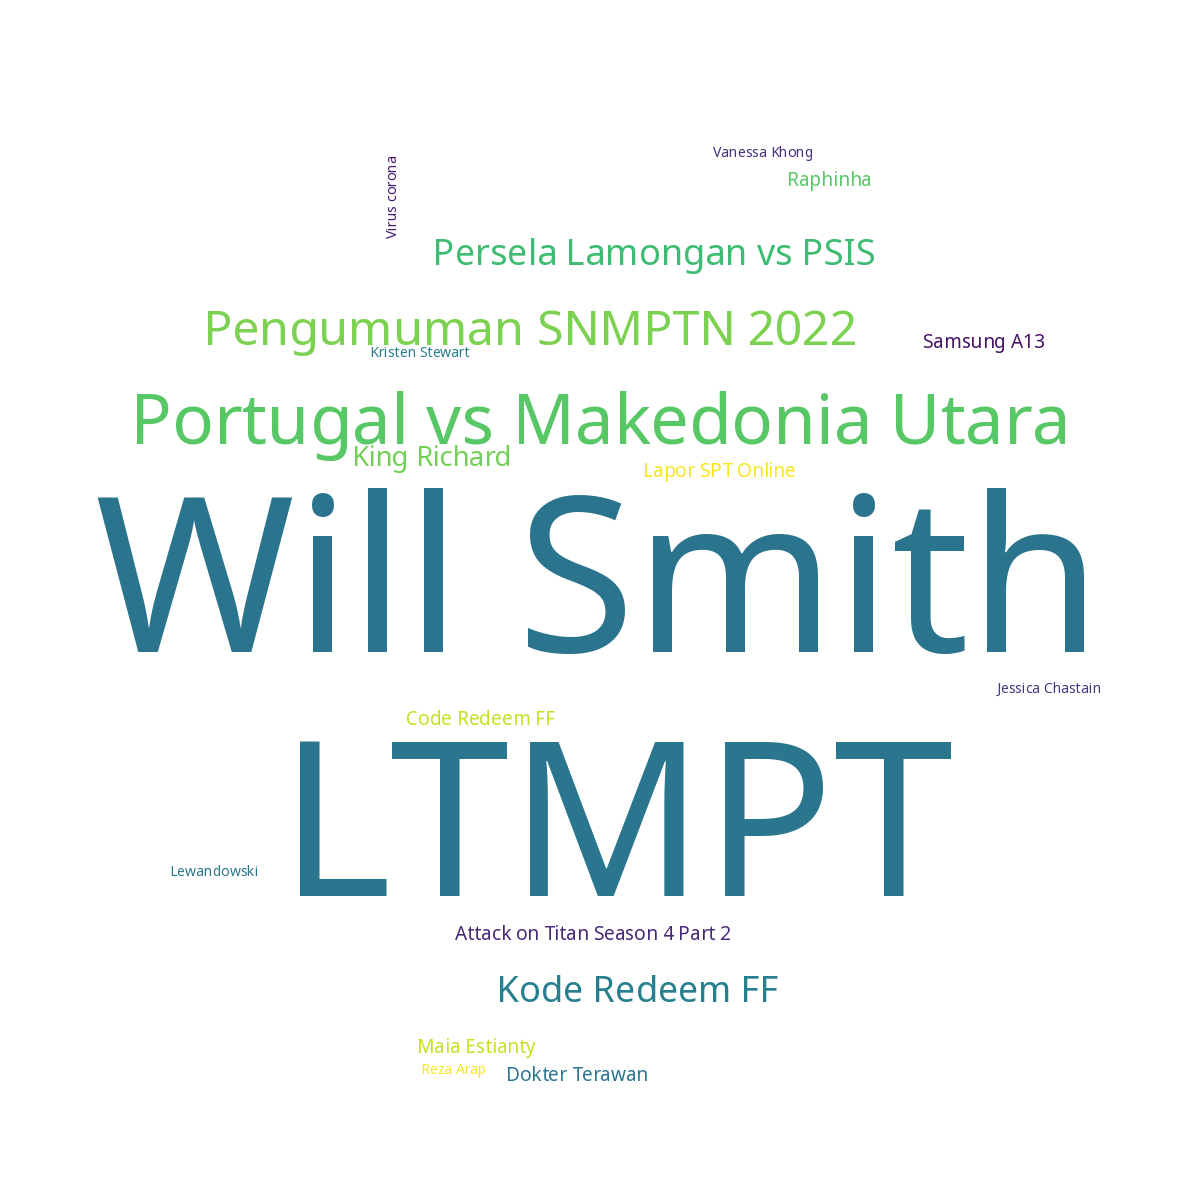 Vanessa Khong
Virus corona
Raphinha
Persela Lamongan vs PSIS
Pengumuman SNMPTN 2022
Samsung A13
Kristen Stewart
Portugal vs Makedonia Utara
King Richard
Lapor SPT Online
Will Smith
Jessica Chastain
Code Redeem FF
LTMPT
Lewandowski
Attack on Titan Season 4 Part 2
Kode Redeem FF
Maia Estianty
Reza Arap
Dokter Terawan